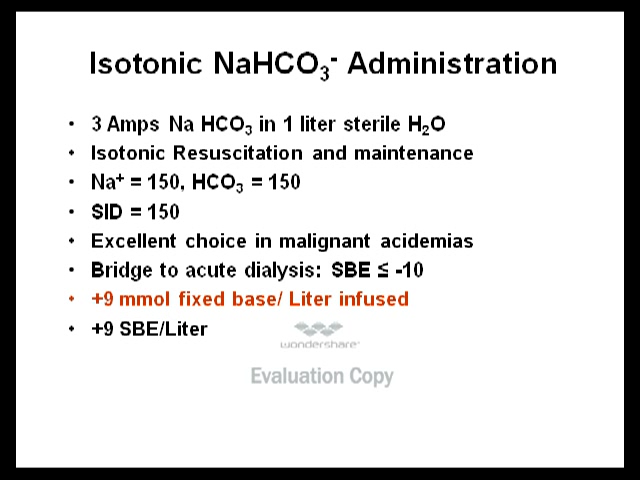 Isotonic NaHCO₃⁻ Administration
• 3 Amps Na HCO₃ in 1 liter sterile H₂O
• Isotonic Resuscitation and maintenance
• Na⁺ = 150, HCO₃ = 150
• SID = 150
• Excellent choice in malignant acidemias
• Bridge to acute dialysis: SBE ≤ -10
• +9 mmol fixed base/ Liter infused
• +9 SBE/Liter
wondershare
Evaluation Copy